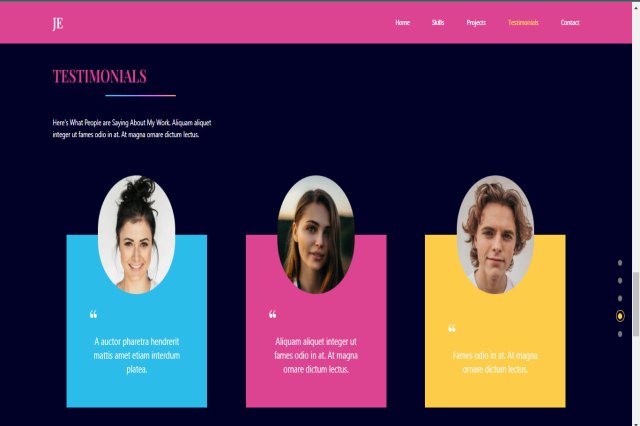 JE
Home Skills Projects Testimonials Contact
TESTIMONIALS
Here's What People are Saying About My Work. Aliquam aliquet
integer ut fames odio in at. At magna ornare dictum lectus.
“
A auctor pharetra hendrerit
mattis amet etiam interdum
platea.
“
Aliquam aliquet integer ut
fames odio in at. At magna
ornare dictum lectus.
“
Fames odio in at. At magna
ornare dictum lectus.